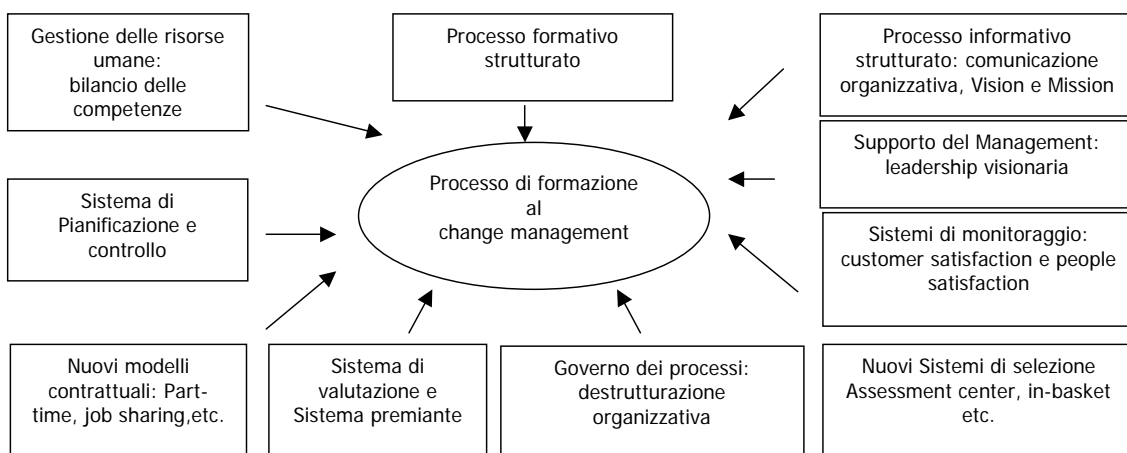 Gestione delle risorse
umane:
bilancio delle
competenze
Processo formativo
strutturato
Processo informativo
strutturato: comunicazione
organizzativa, Vision e Mission
Supporto del Management:
leadership visionaria
Processo di formazione
al
change management
Sistema di
Pianificazione e
controllo
Sistemi di monitoraggio:
customer satisfaction e people
satisfaction
Nuovi modelli
contrattuali: Part-
time, job sharing,etc.
Sistema di
valutazione e
Sistema premiante
Governo dei processi:
destrutturazione
organizzativa
Nuovi Sistemi di selezione
Assessment center, in-basket
etc.